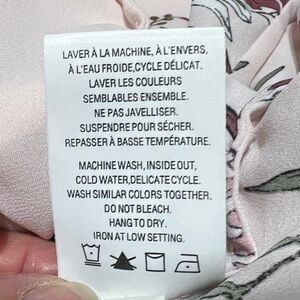 LAVER À LA MACHINE, À L'ENVERS,
À L'EAU FROIDE,CYCLE DÉLICAT.
LAVER LES COULEURS
SEMBLABLES ENSEMBLE.
NE PAS JAVELLISER.
SUSPENDRE POUR SÉCHER.
REPASSER À BASSE TEMPÉRATURE.
MACHINE WASH, INSIDE OUT,
COLD WATER,DELICATE CYCLE.
WASH SIMILAR COLORS TOGETHER.
DO NOT BLEACH.
HANG TO DRY.
IRON AT LOW SETTING.